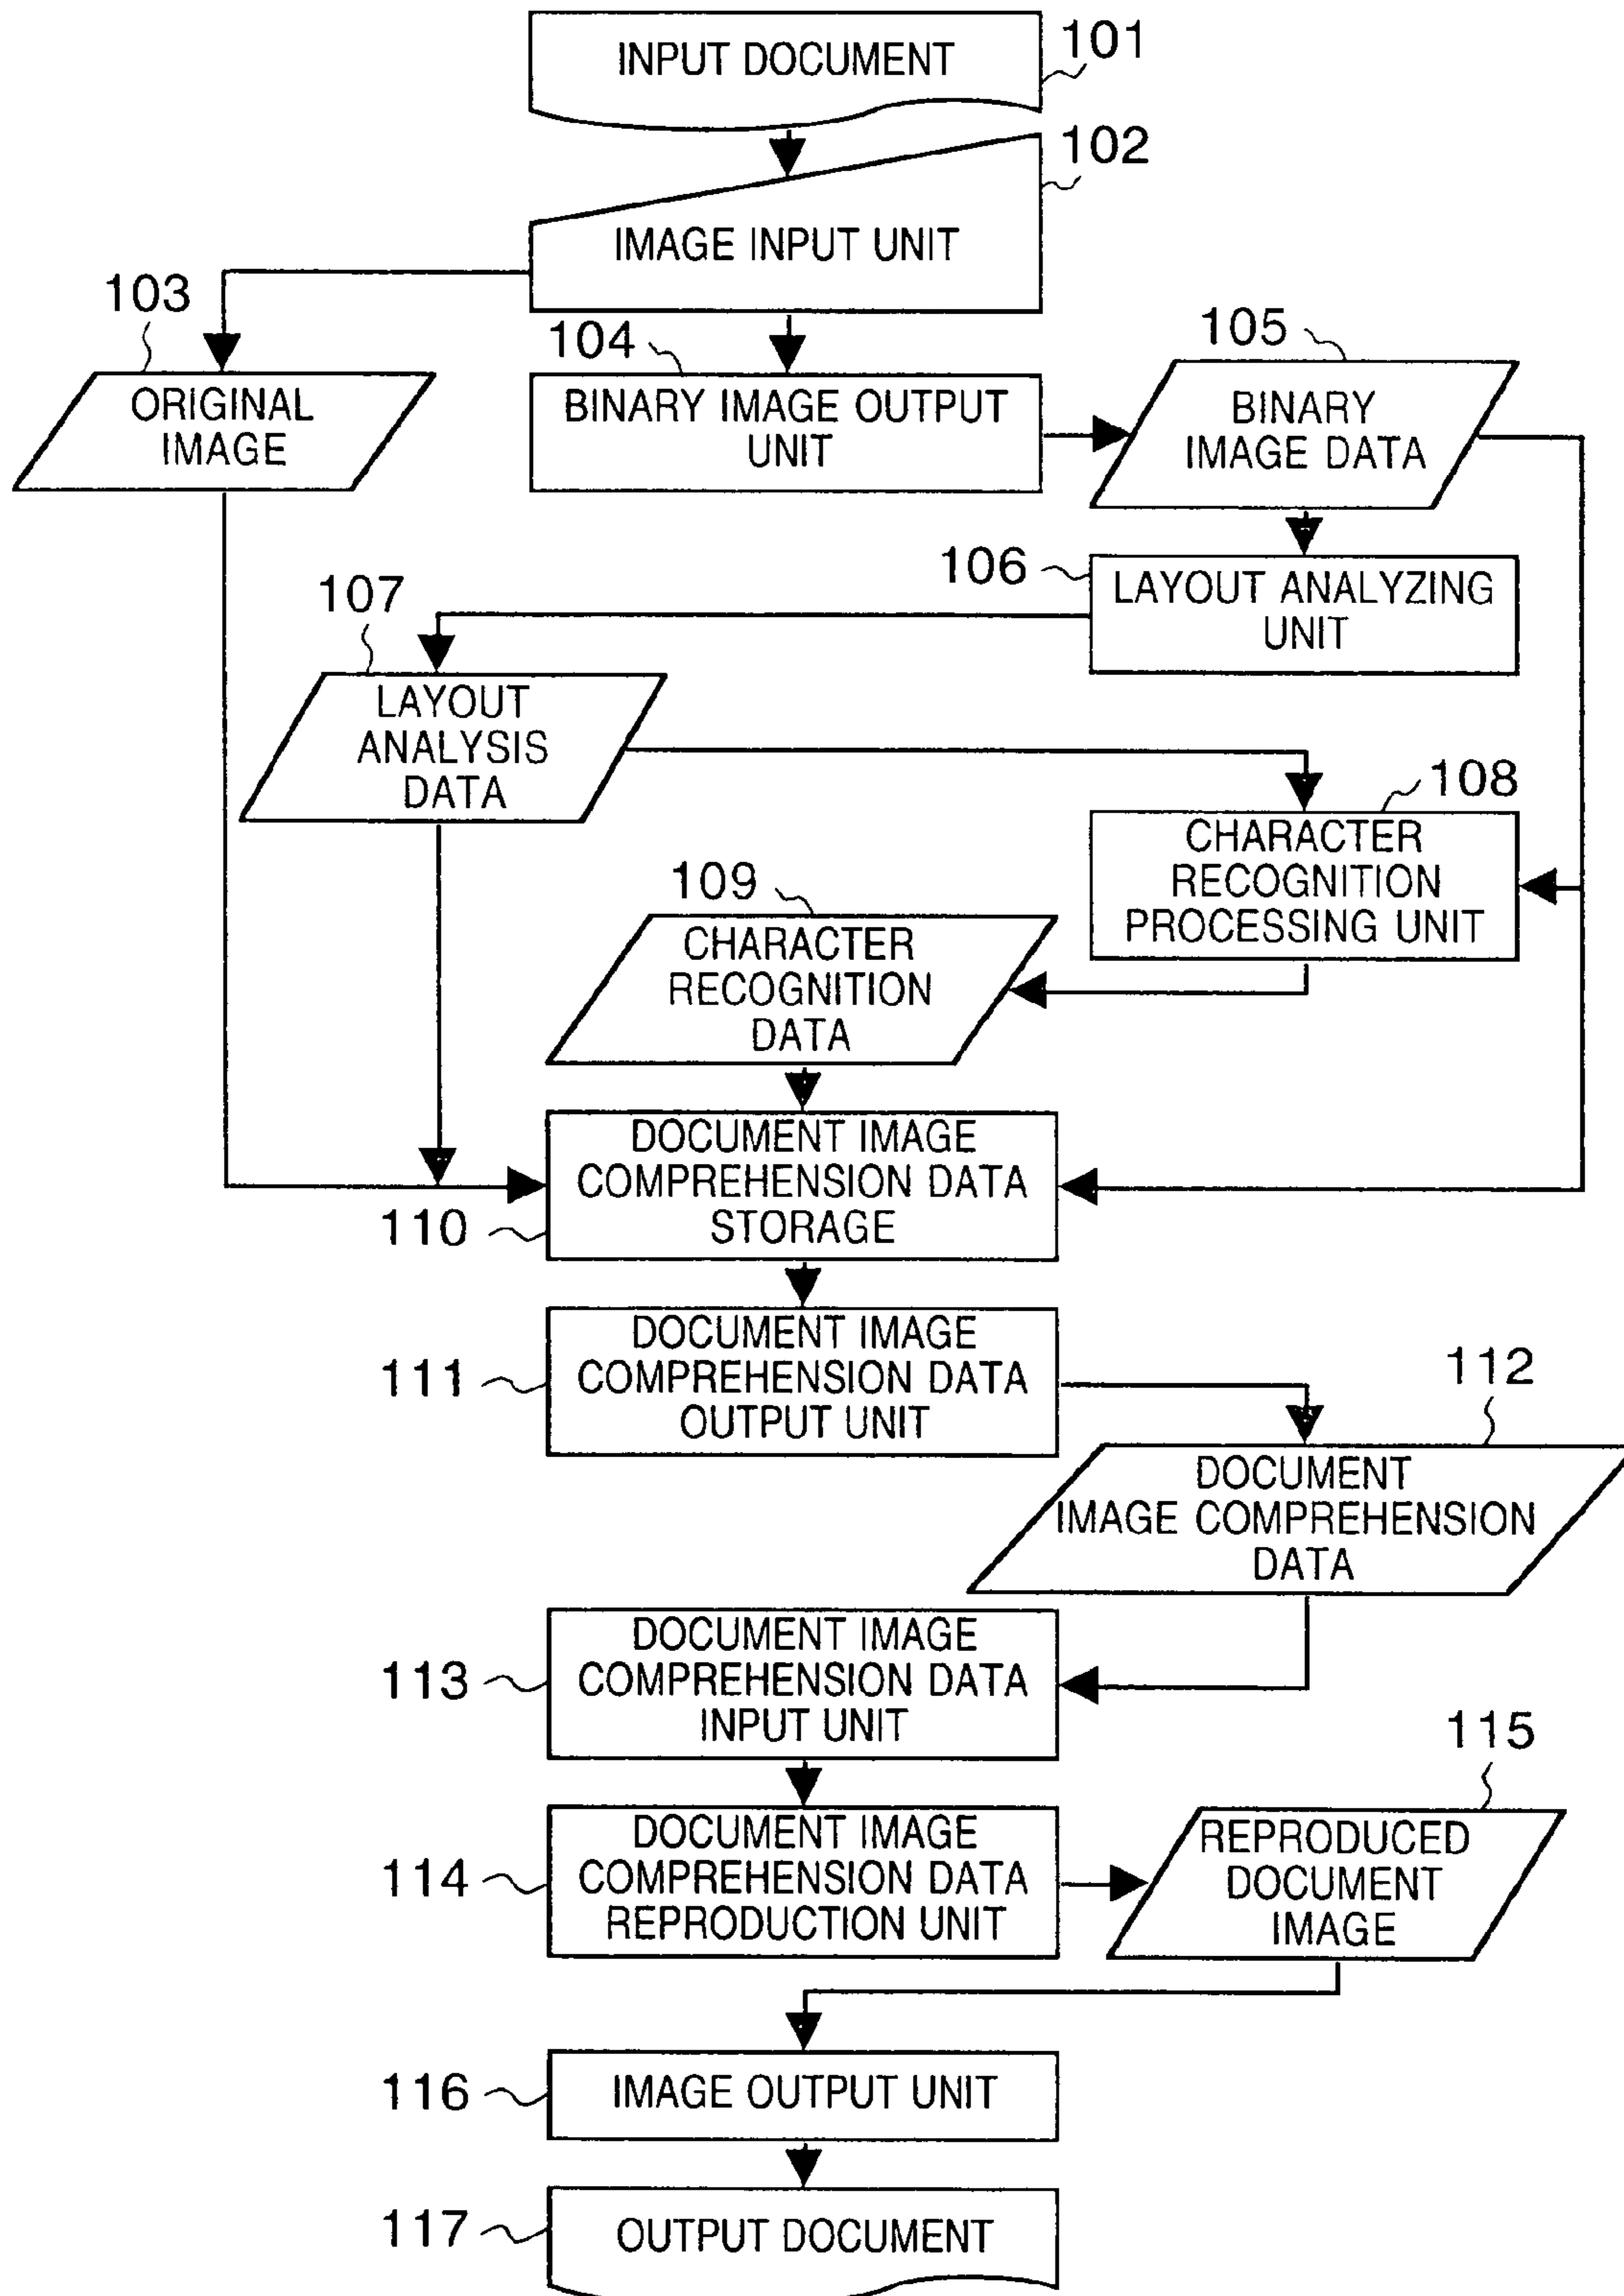 INPUT DOCUMENT
101
102
IMAGE INPUT UNIT
103
ORIGINAL
IMAGE
104
BINARY IMAGE OUTPUT
UNIT
105
BINARY
IMAGE DATA
106
LAYOUT ANALYZING
UNIT
107
LAYOUT
ANALYSIS
DATA
108
CHARACTER
RECOGNITION
PROCESSING UNIT
109
CHARACTER
RECOGNITION
DATA
DOCUMENT IMAGE
COMPREHENSION DATA
STORAGE
110
DOCUMENT IMAGE
COMPREHENSION DATA
OUTPUT UNIT
111
112
DOCUMENT
IMAGE COMPREHENSION
DATA
DOCUMENT IMAGE
COMPREHENSION DATA
INPUT UNIT
113
DOCUMENT IMAGE
COMPREHENSION DATA
REPRODUCTION UNIT
114
115
REPRODUCED
DOCUMENT
IMAGE
116
IMAGE OUTPUT UNIT
117
OUTPUT DOCUMENT